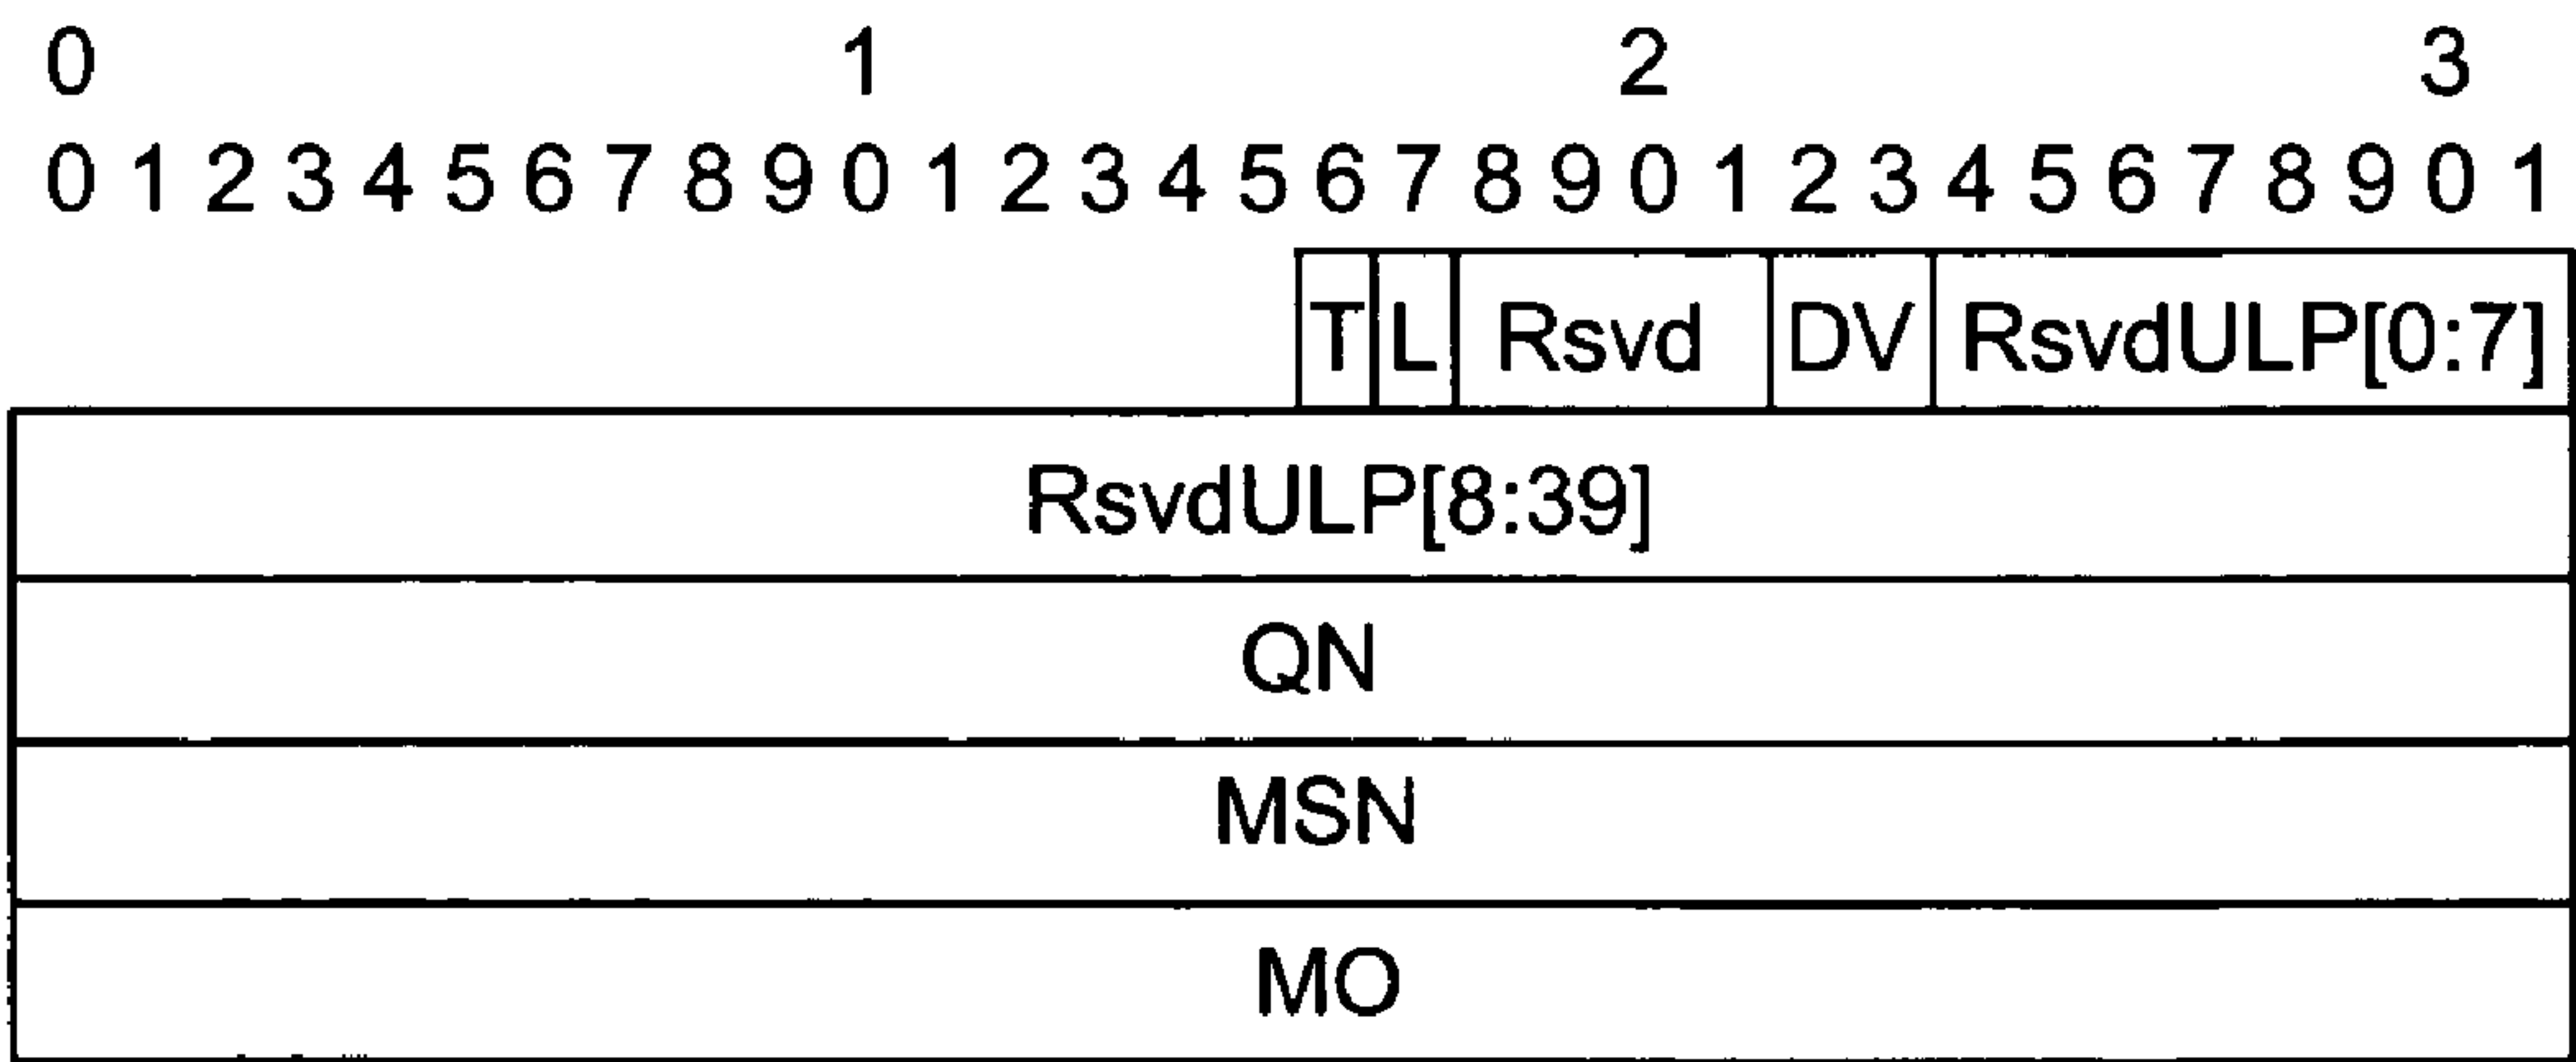 0 1 2 3
0 1 2 3 4 5 6 7 8 9 0 1 2 3 4 5 6 7 8 9 0 1 2 3 4 5 6 7 8 9 0 1
T L Rsvd DV RsvdULP[0:7]
RsvdULP[8:39]
QN
MSN
MO